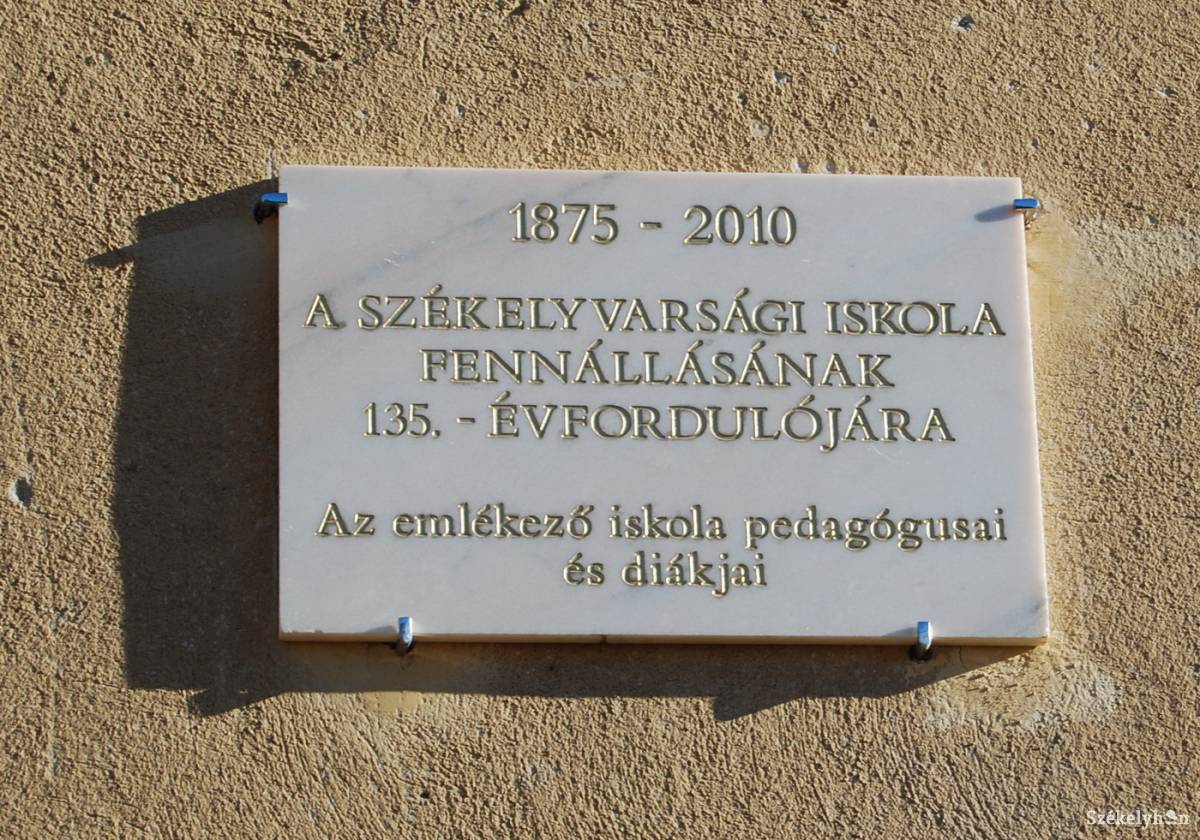 1875 - 2010
A SZÉKELYVARSÁGI ISKOLA
FENNÁLLÁSÁNAK
135. - ÉVFORDULÓJÁRA
Az emlékező iskola pedagógusai
és diákjai
Székelyhon